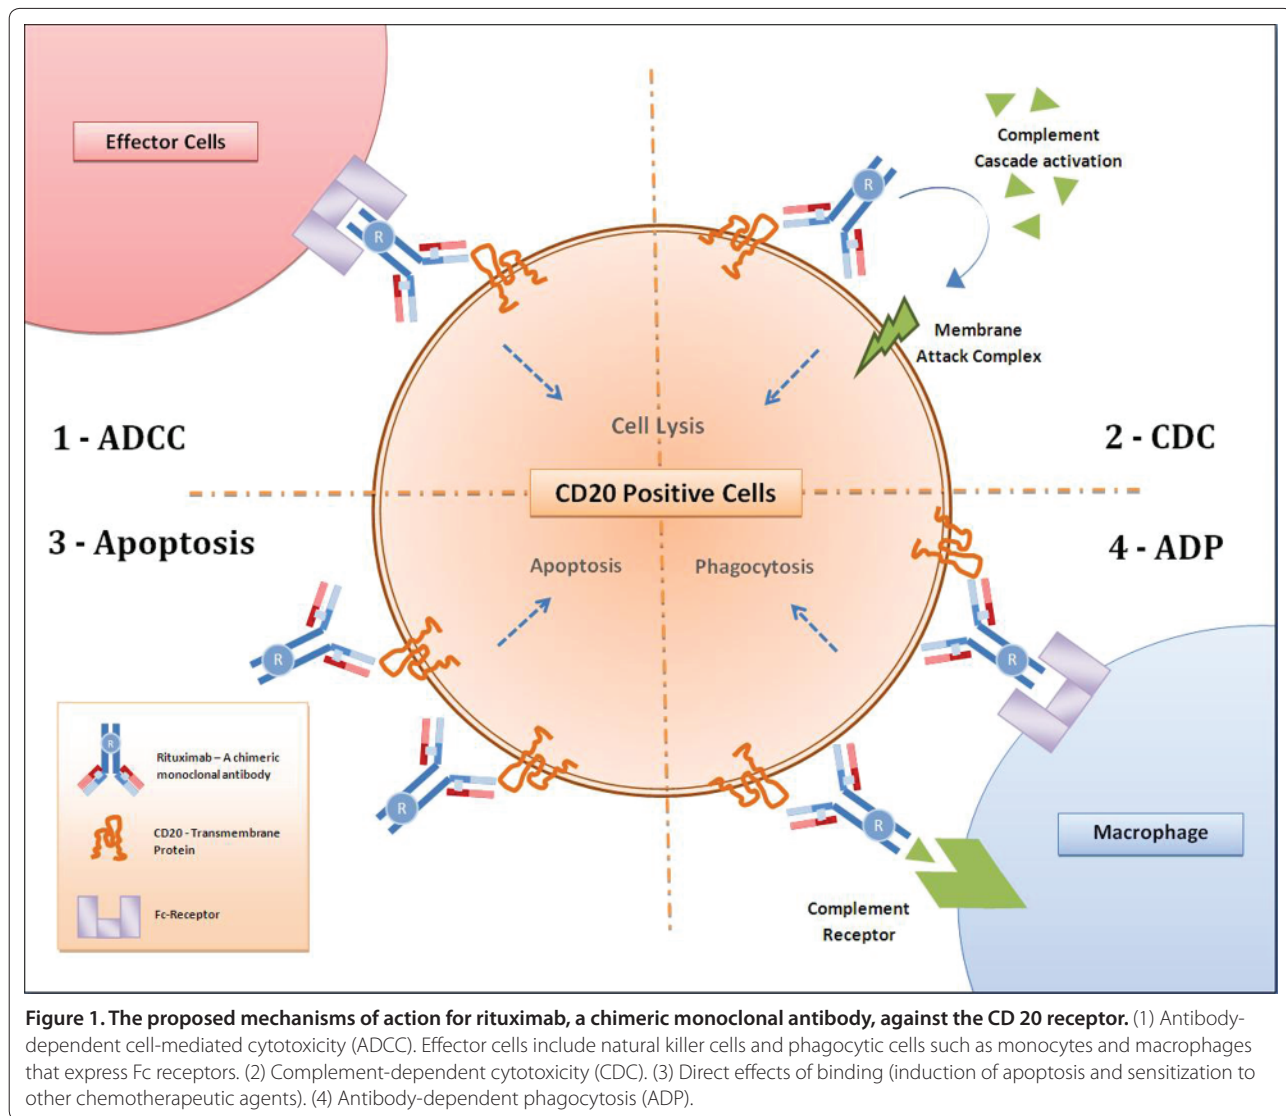 Effector Cells
R
R
Complement
Cascade activation
Membrane
Attack Complex
1 - ADCC
Cell Lysis
2 - CDC
CD20 Positive Cells
3 - Apoptosis
4 - ADP
Apoptosis
Phagocytosis
R
R
R
R
R
Rituximab – A chimeric
monoclonal antibody
CD20 - Transmembrane
Protein
Fc-Receptor
Macrophage
Complement
Receptor
Figure 1. The proposed mechanisms of action for rituximab, a chimeric monoclonal antibody, against the CD 20 receptor. (1) Antibody-
dependent cell-mediated cytotoxicity (ADCC). Effector cells include natural killer cells and phagocytic cells such as monocytes and macrophages
that express Fc receptors. (2) Complement-dependent cytotoxicity (CDC). (3) Direct effects of binding (induction of apoptosis and sensitization to
other chemotherapeutic agents). (4) Antibody-dependent phagocytosis (ADP).